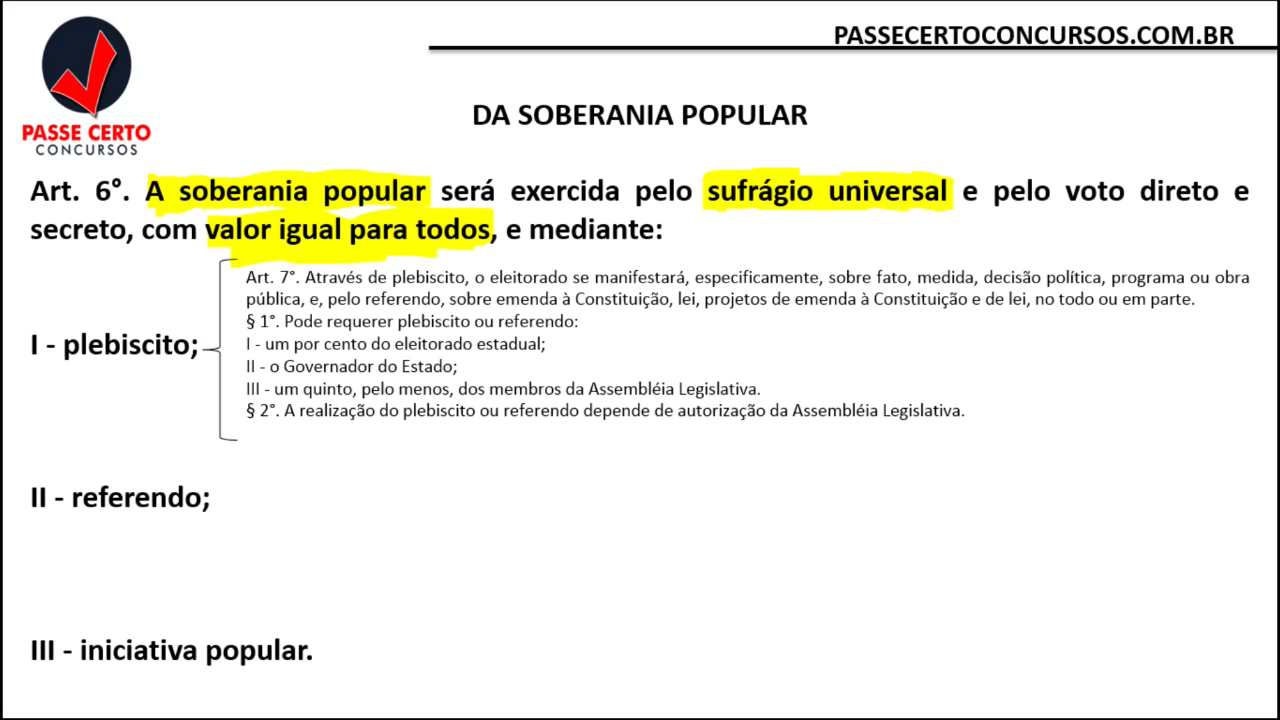 PASSECERTOCONCURSOS.COM.BR
PASSE CERTO
CONCURSOS
DA SOBERANIA POPULAR
Art. 6°. A soberania popular será exercida pelo sufrágio universal e pelo voto direto e
secreto, com valor igual para todos, e mediante:
Art. 7°. Através de plebiscito, o eleitorado se manifestará, especificamente, sobre fato, medida, decisão política, programa ou obra
pública, e, pelo referendo, sobre emenda à Constituição, lei, projetos de emenda à Constituição e de lei, no todo ou em parte.
§ 1°. Pode requerer plebiscito ou referendo:
I - um por cento do eleitorado estadual;
II - o Governador do Estado;
III - um quinto, pelo menos, dos membros da Assembléia Legislativa.
§ 2°. A realização do plebiscito ou referendo depende de autorização da Assembléia Legislativa.
I - plebiscito;
II - referendo;
III - iniciativa popular.